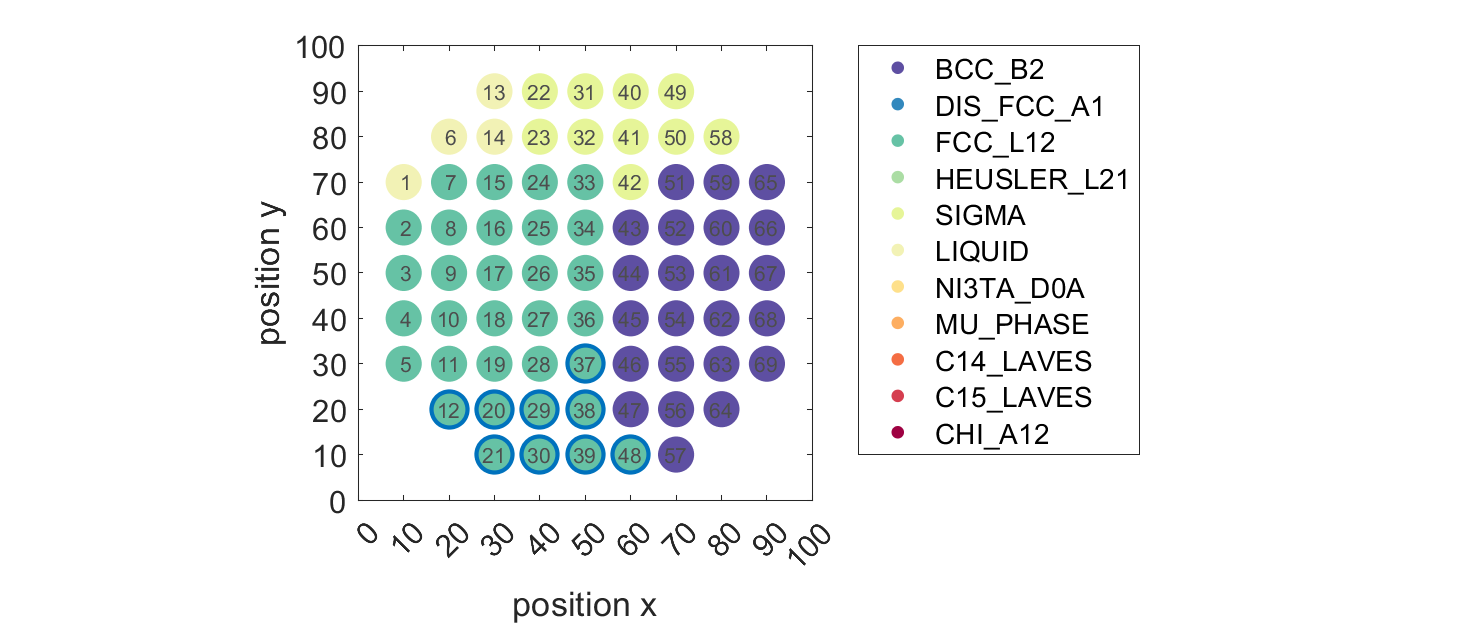 100
90
80
70
60
50
40
30
20
10
0
position y
13 22 31 40 49
6 14 23 32 41 50 58
1 7 15 24 33 42 51 59 65
2 8 16 25 34 43 52 60 66
3 9 17 26 35 44 53 61 67
4 10 18 27 36 45 54 62 68
5 11 19 28 37 46 55 63 69
12 20 29 38 47 56 64
21 30 39 48 57
0 10 20 30 40 50 60 70 80 90 100
position x
BCC_B2
DIS_FCC_A1
FCC_L12
HEUSLER_L21
SIGMA
LIQUID
NI3TA_D0A
MU_PHASE
C14_LAVES
C15_LAVES
CHI_A12